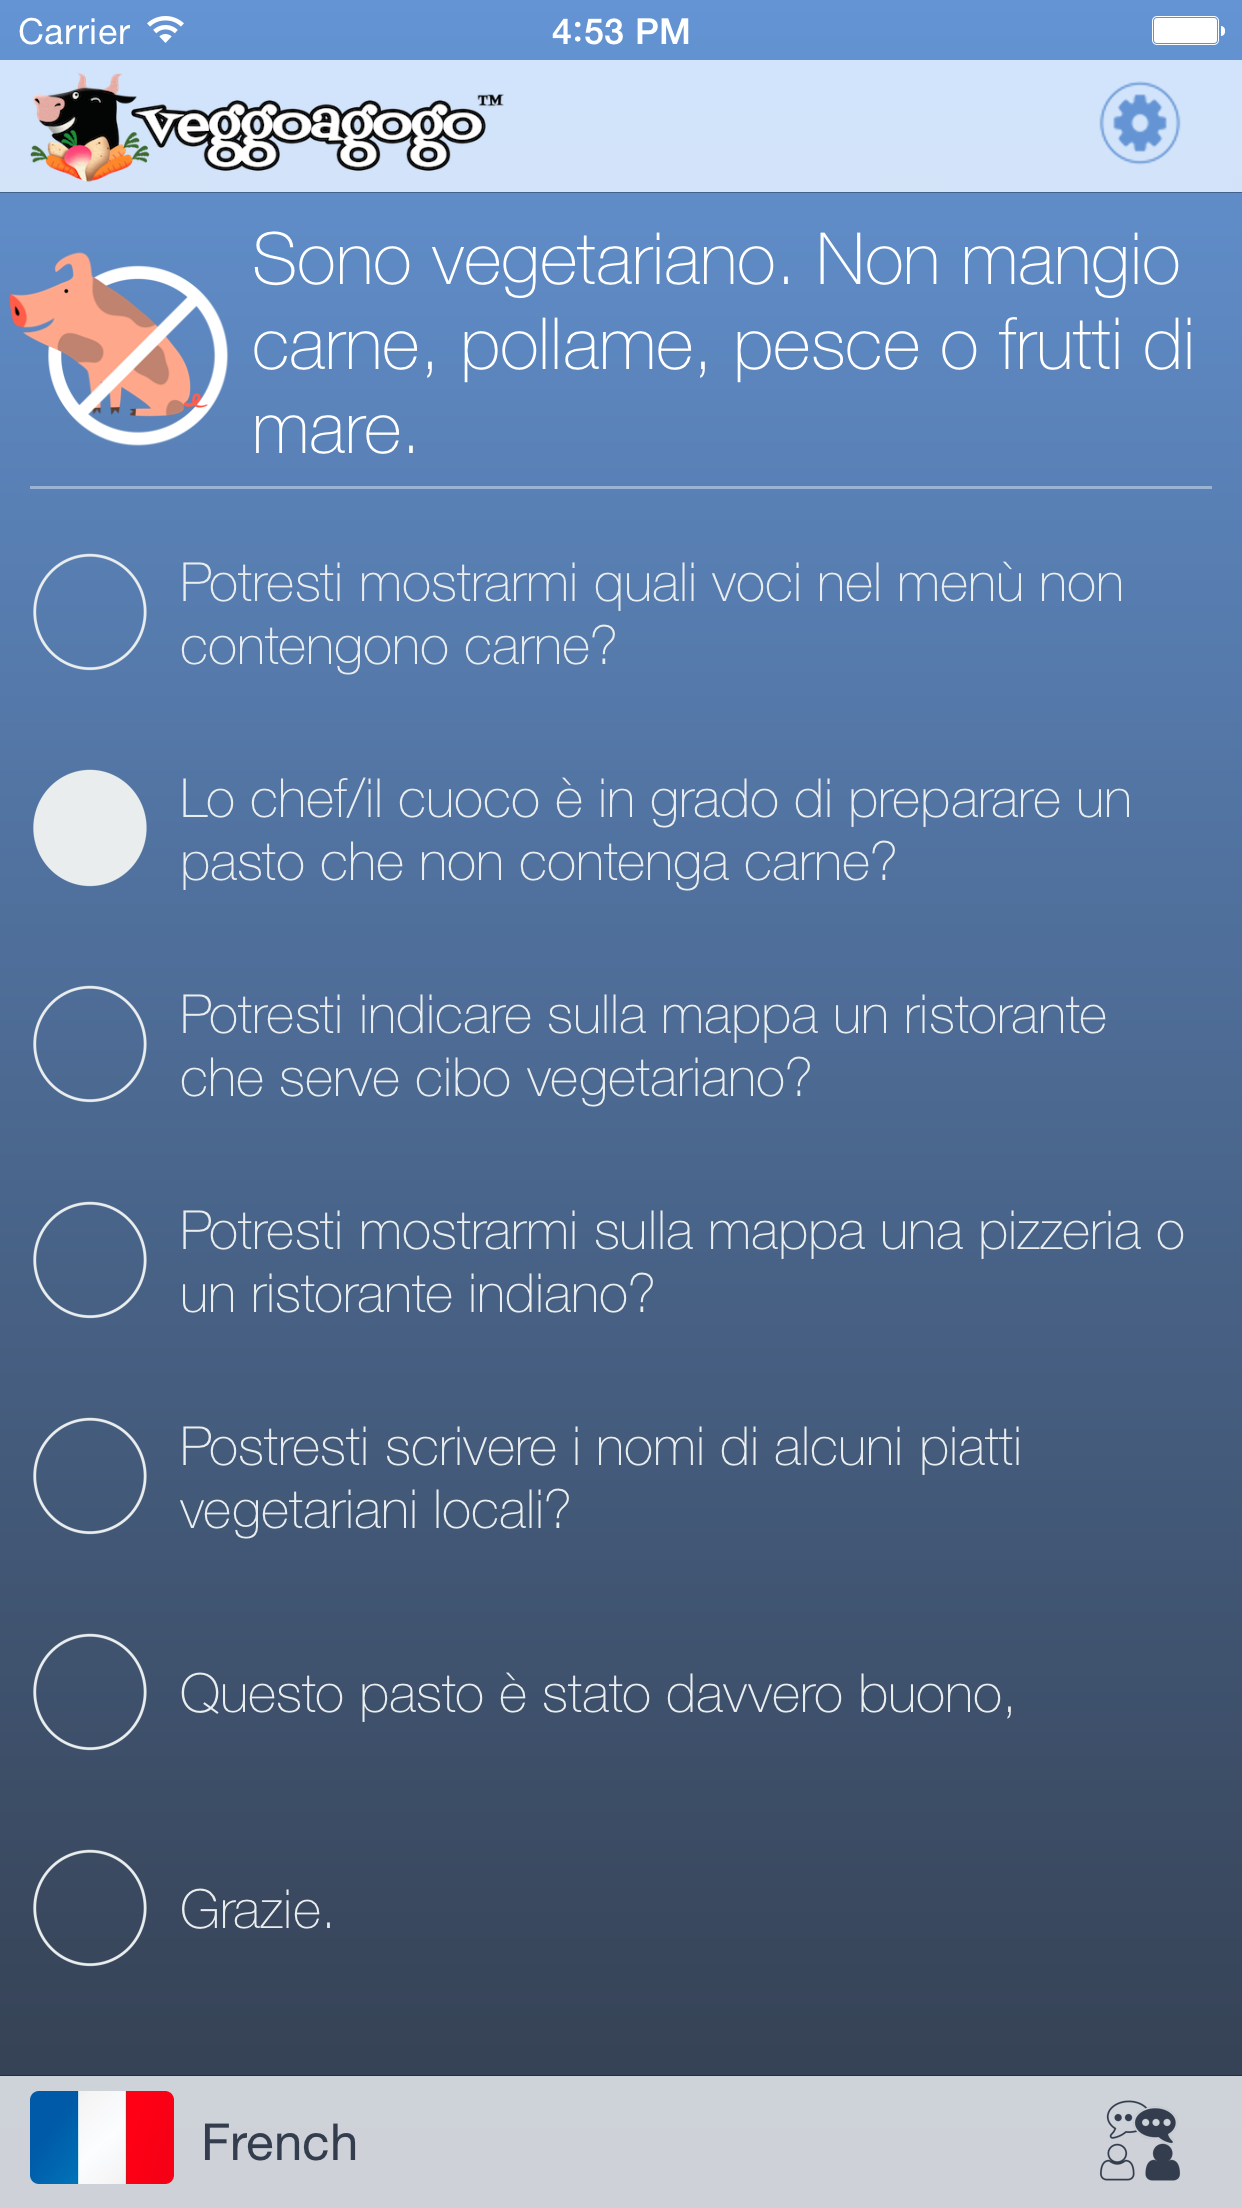 Carrier
4:53 PM
veggoagogo™
Sono vegetariano. Non mangio
carne, pollame, pesce o frutti di
mare.
Potresti mostrarmi quali voci nel menù non
contengono carne?
Lo chef/il cuoco è in grado di preparare un
pasto che non contenga carne?
Potresti indicare sulla mappa un ristorante
che serve cibo vegetariano?
Potresti mostrarmi sulla mappa una pizzeria o
un ristorante indiano?
Postresti scrivere i nomi di alcuni piatti
vegetariani locali?
Questo pasto è stato davvero buono,
Grazie.
French